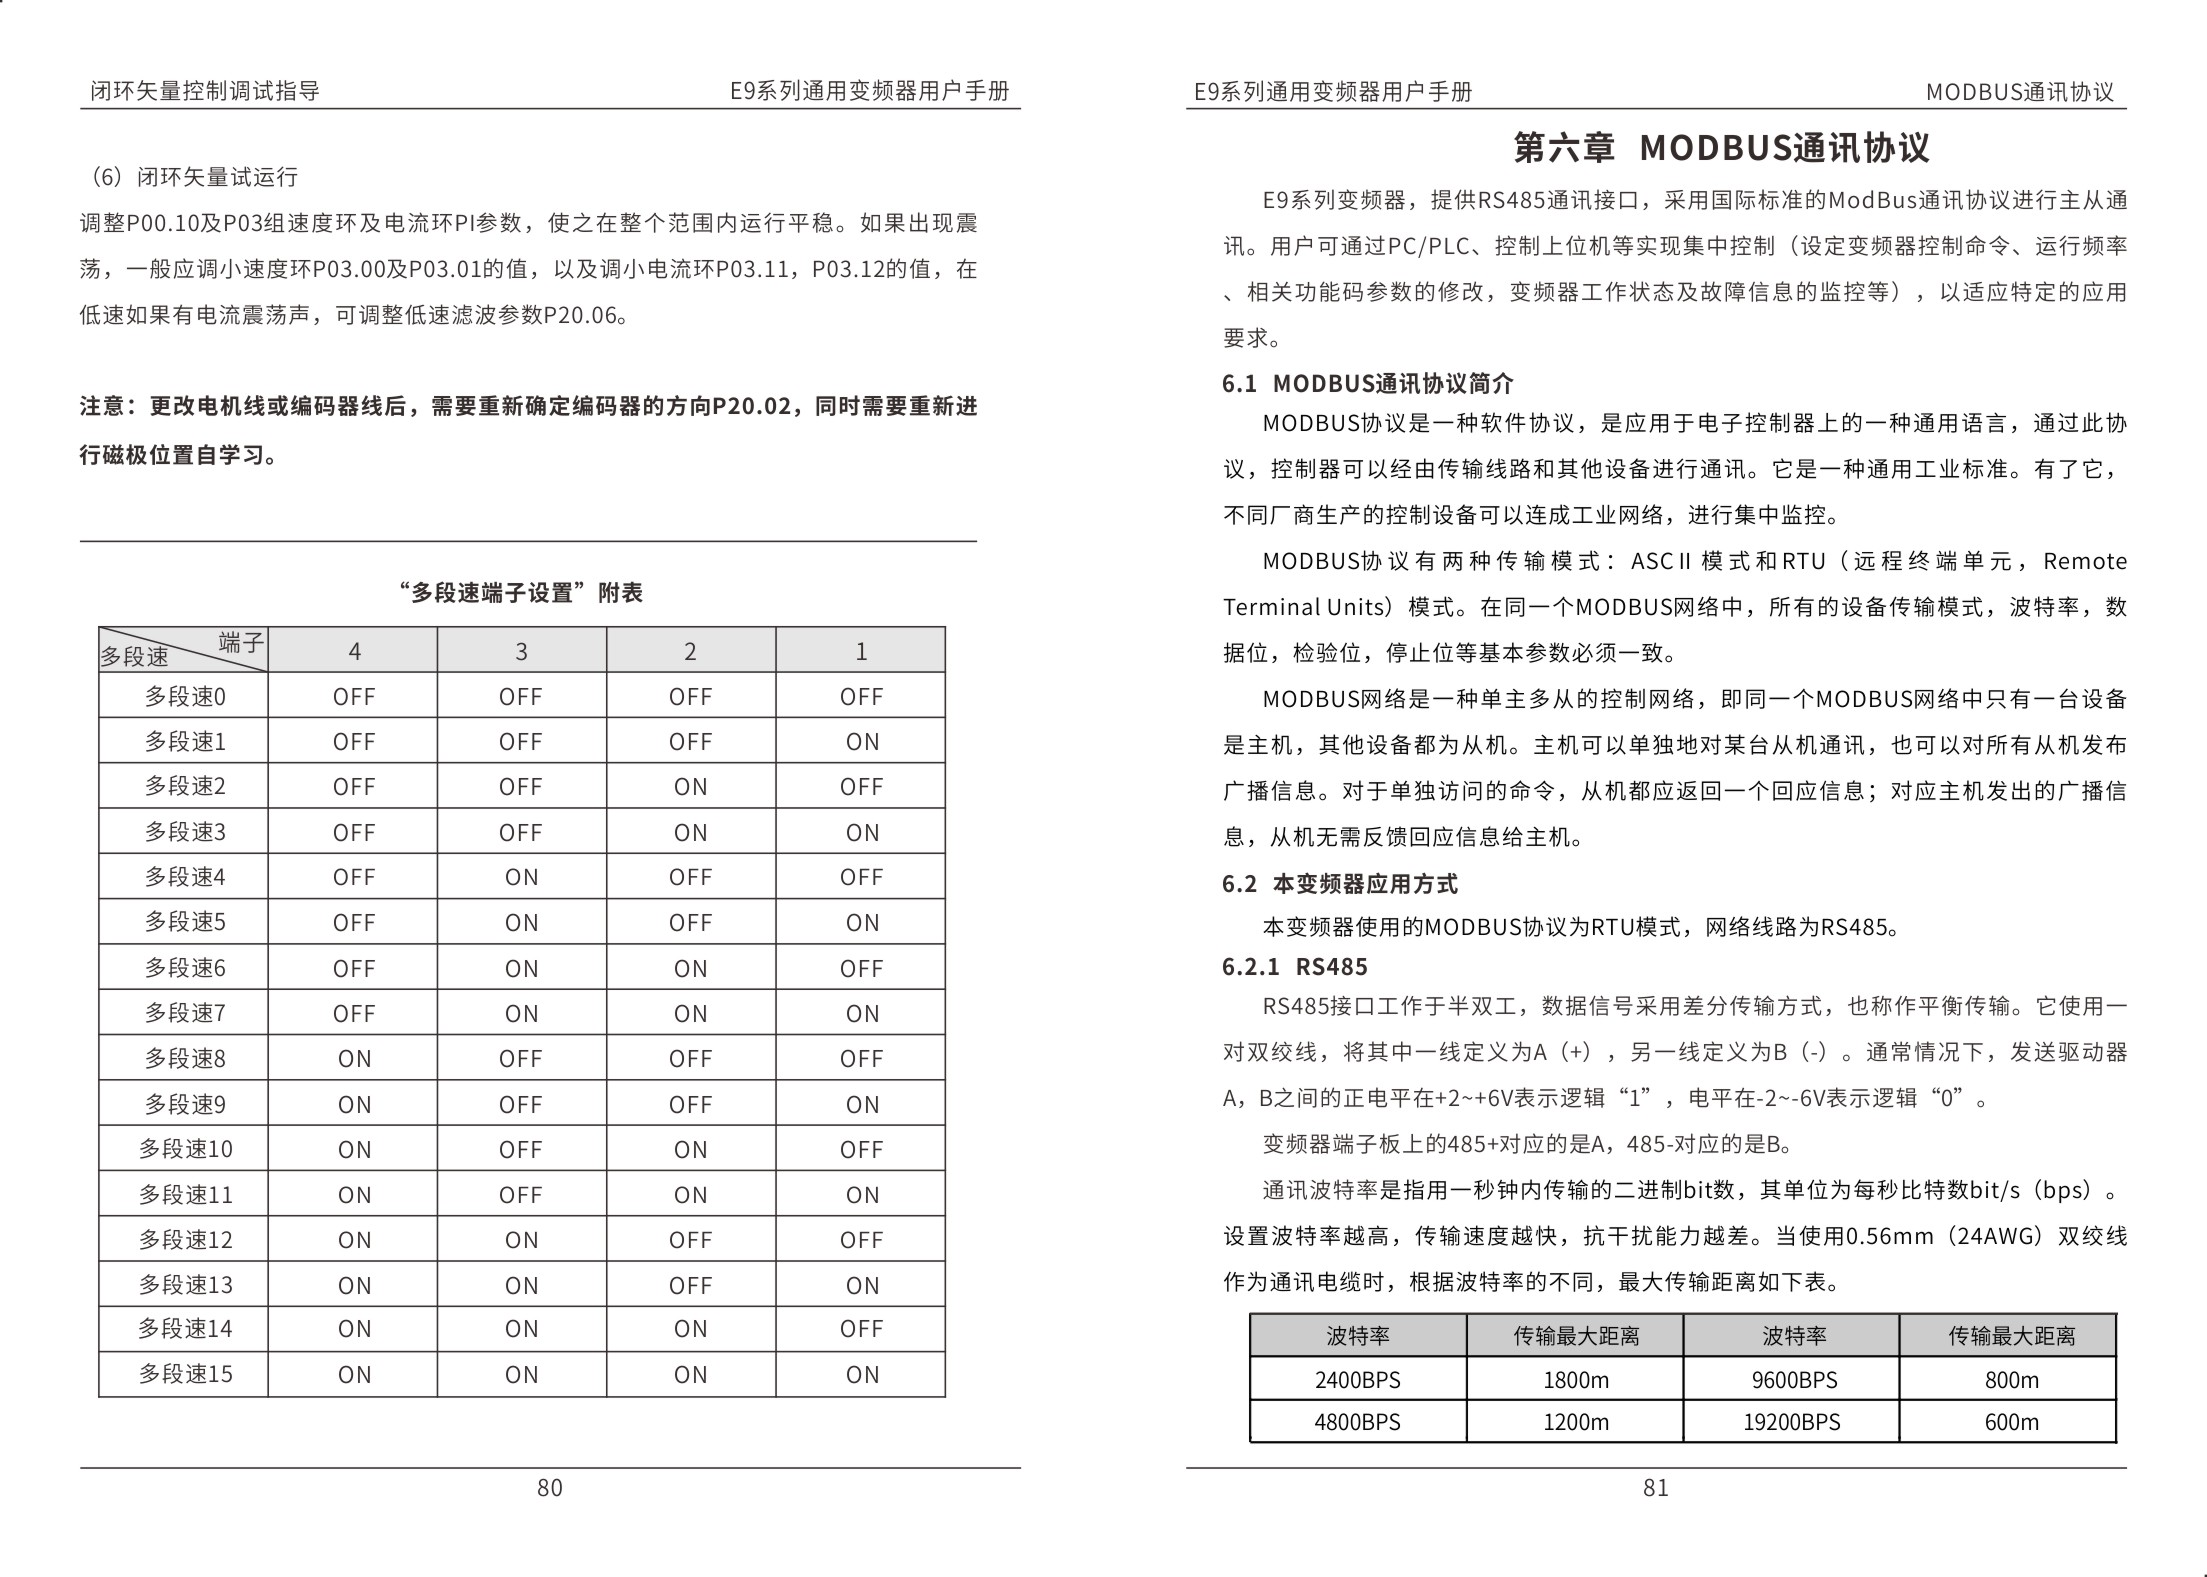 闭环矢量控制调试指导 E9系列通用变频器用户手册
（6）闭环矢量试运行
调整P00.10及P03组速度环及电流环PI参数，使之在整个范围内运行平稳。如果出现震
荡，一般应调小速度环P03.00及P03.01的值，以及调小电流环P03.11，P03.12的值，在
低速如果有电流震荡声，可调整低速滤波参数P20.06。
注意：更改电机线或编码器线后，需要重新确定编码器的方向P20.02，同时需要重新进
行磁极位置自学习。
“多段速端子设置”附表
多段速 端子 4 3 2 1
多段速0 OFF OFF OFF OFF
多段速1 OFF OFF OFF ON
多段速2 OFF OFF ON OFF
多段速3 OFF OFF ON ON
多段速4 OFF ON OFF OFF
多段速5 OFF ON OFF ON
多段速6 OFF ON ON OFF
多段速7 OFF ON ON ON
多段速8 ON OFF OFF OFF
多段速9 ON OFF OFF ON
多段速10 ON OFF ON OFF
多段速11 ON OFF ON ON
多段速12 ON ON OFF OFF
多段速13 ON ON OFF ON
多段速14 ON ON ON OFF
多段速15 ON ON ON ON
80
E9系列通用变频器用户手册 MODBUS通讯协议
第六章 MODBUS通讯协议
E9系列变频器，提供RS485通讯接口，采用国际标准的ModBus通讯协议进行主从通
讯。用户可通过PC/PLC、控制上位机等实现集中控制（设定变频器控制命令、运行频率
、相关功能码参数的修改，变频器工作状态及故障信息的监控等），以适应特定的应用
要求。
6.1 MODBUS通讯协议简介
MODBUS协议是一种软件协议，是应用于电子控制器上的一种通用语言，通过此协
议，控制器可以经由传输线路和其他设备进行通讯。它是一种通用工业标准。有了它，
不同厂商生产的控制设备可以连成工业网络，进行集中监控。
MODBUS协议有两种传输模式：ASCⅡ 模式和RTU（远程终端单元，Remote
Terminal Units）模式。在同一个MODBUS网络中，所有的设备传输模式，波特率，数
据位，检验位，停止位等基本参数必须一致。
MODBUS网络是一种单主多从的控制网络，即同一个MODBUS网络中只有一台设备
是主机，其他设备都为从机。主机可以单独地对某台从机通讯，也可以对所有从机发布
广播信息。对于单独访问的命令，从机都应返回一个回应信息；对应主机发出的广播信
息，从机无需反馈回应信息给主机。
6.2 本变频器应用方式
本变频器使用的MODBUS协议为RTU模式，网络线路为RS485。
6.2.1 RS485
RS485接口工作于半双工，数据信号采用差分传输方式，也称作平衡传输。它使用一
对双绞线，将其中一线定义为A（+），另一线定义为B（-）。通常情况下，发送驱动器
A，B之间的正电平在+2~+6V表示逻辑“1”，电平在-2~-6V表示逻辑“0”。
变频器端子板上的485+对应的是A，485-对应的是B。
通讯波特率是指用一秒钟内传输的二进制bit数，其单位为每秒比特数bit/s（bps）。
设置波特率越高，传输速度越快，抗干扰能力越差。当使用0.56mm（24AWG）双绞线
作为通讯电缆时，根据波特率的不同，最大传输距离如下表。
波特率 传输最大距离 波特率 传输最大距离
2400BPS 1800m 9600BPS 800m
4800BPS 1200m 19200BPS 600m
81